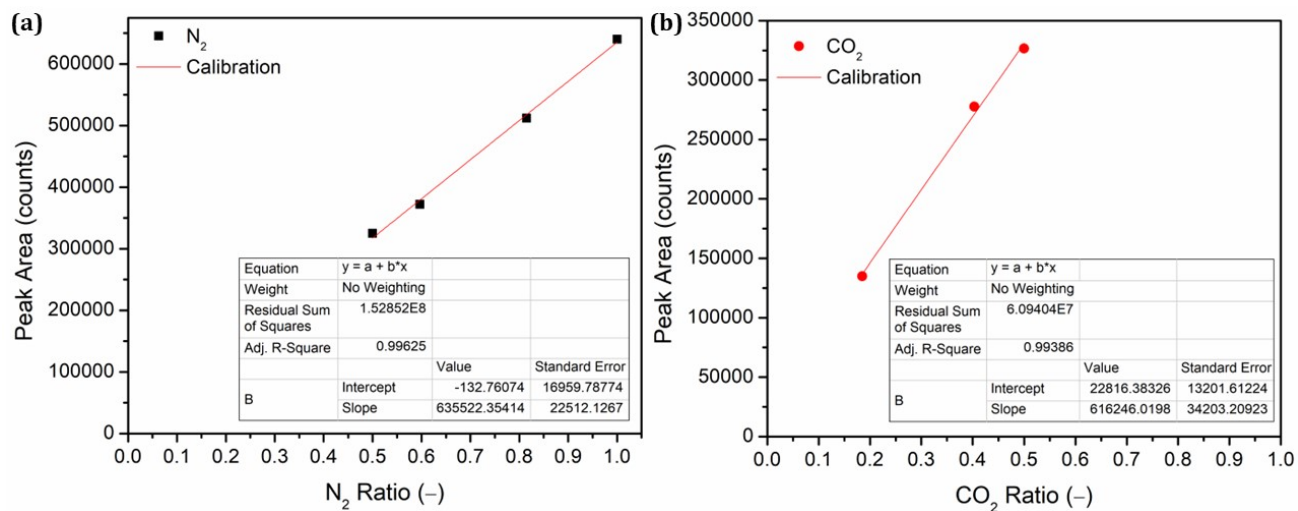 (a)
N₂
Calibration
Peak Area (counts)
600000
500000
400000
300000
200000
100000
0
0.0 0.1 0.2 0.3 0.4 0.5 0.6 0.7 0.8 0.9 1.0
N₂ Ratio (–)
Equation y = a + b*x
Weight No Weighting
Residual Sum of Squares 1.52852E8
Adj. R-Square 0.99625
Value Standard Error
B Intercept -132.76074 16959.78774
Slope 635522.35414 22512.1267
(b)
CO₂
Calibration
Peak Area (counts)
350000
300000
250000
200000
150000
100000
50000
0
0.0 0.1 0.2 0.3 0.4 0.5 0.6 0.7 0.8 0.9 1.0
CO₂ Ratio (–)
Equation y = a + b*x
Weight No Weighting
Residual Sum of Squares 6.09404E7
Adj. R-Square 0.99386
Value Standard Error
B Intercept 22816.38326 13201.61224
Slope 616246.0198 34203.20923